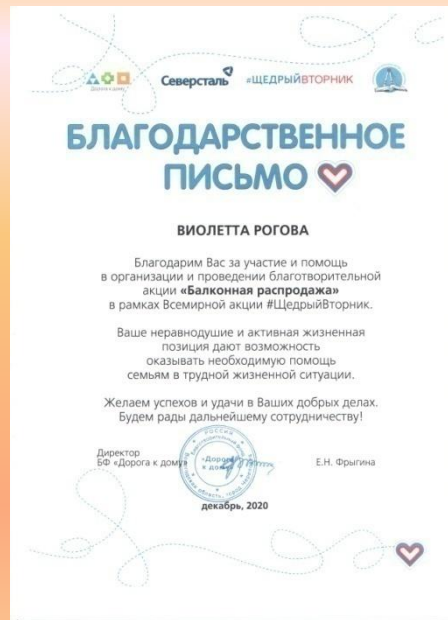 Дорога к дому
Северсталь
#ЩЕДРЫЙВТОРНИК
БЛАГОДАРСТВЕННОЕ
ПИСЬМО
ВИОЛЕТТА РОГОВА
Благодарим Вас за участие и помощь
в организации и проведении благотворительной
акции «Балконная распродажа»
в рамках Всемирной акции #ЩедрыйВторник.
Ваше неравнодушие и активная жизненная
позиция дают возможность
оказывать необходимую помощь
семьям в трудной жизненной ситуации.
Желаем успехов и удачи в Ваших добрых делах.
Будем рады дальнейшему сотрудничеству!
Директор
БФ «Дорога к дому»
Е.Н. Фрыгина
«Дорога
к дому»
декабрь, 2020